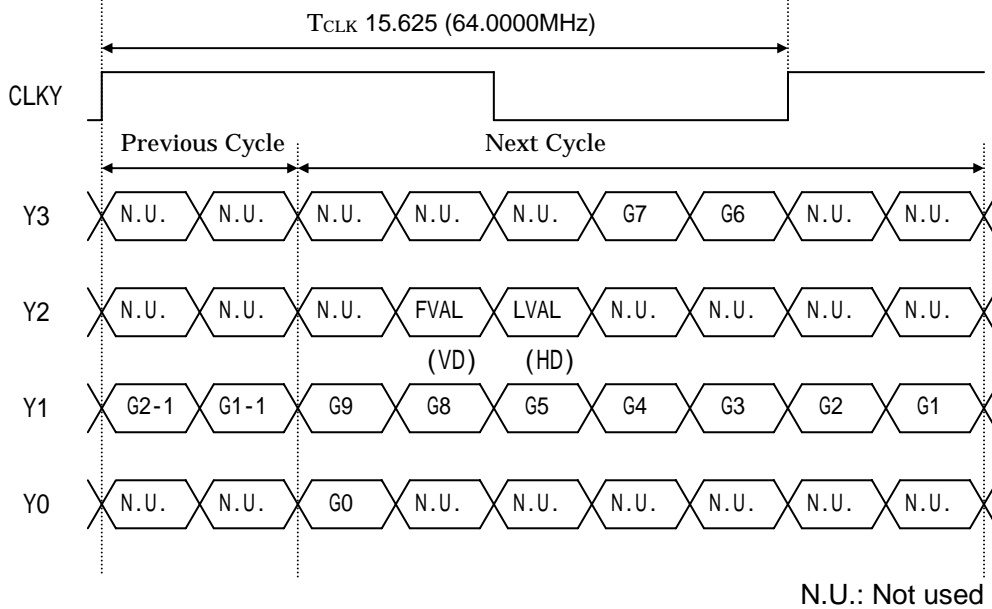 TCLK 15.625 (64.0000MHz)
CLKY
Previous Cycle Next Cycle
Y3 N.U. N.U. N.U. N.U. N.U. G7 G6 N.U. N.U.
Y2 N.U. N.U. N.U. FVAL LVAL N.U. N.U. N.U. N.U.
(VD) (HD)
Y1 G2-1 G1-1 G9 G8 G5 G4 G3 G2 G1
Y0 N.U. N.U. G0 N.U. N.U. N.U. N.U. N.U. N.U.
N.U.: Not used